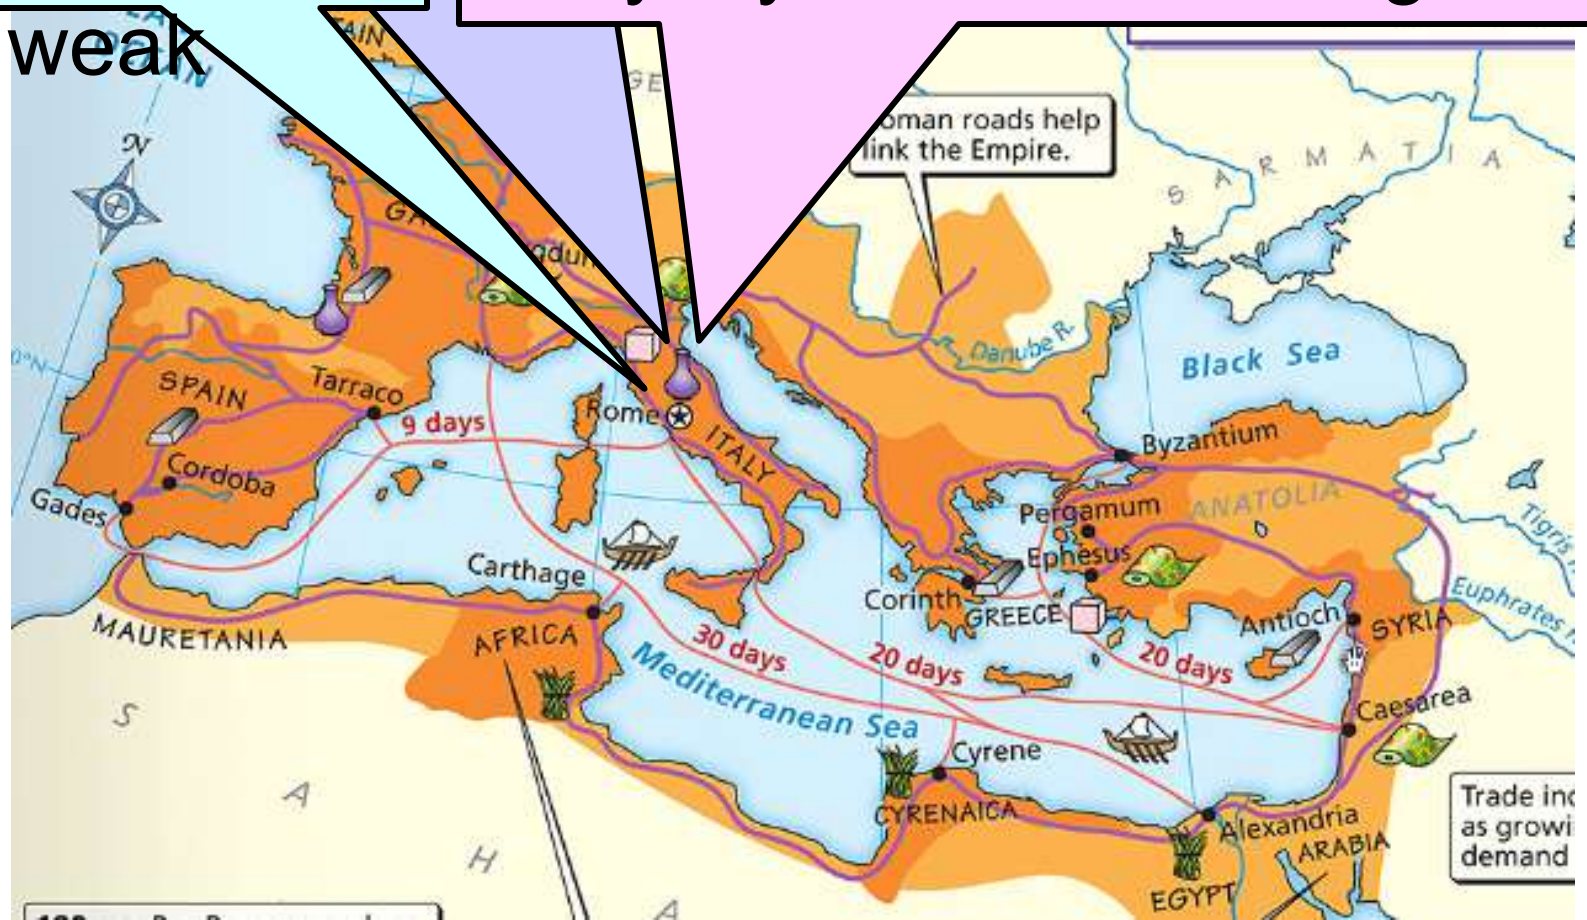 weak
N
GE
oman roads help
link the Empire.
SARMATIA
Danube R.
Black Sea
SPAIN
Tarraco
9 days
Rome
ITALY
Byzantium
Cordoba
Gades
Pergamum
ANATOLIA
Ephesus
Tigris
Carthage
Corinth
GREECE
Antioch
SYRIA
Euphrates
MAURETANIA
AFRICA
30 days
20 days
20 days
Mediterranean Sea
Caesarea
Cyrene
CYRENAICA
Alexandria
ARABIA
EGYPT
S A H A
Trade inc
as growi
demand